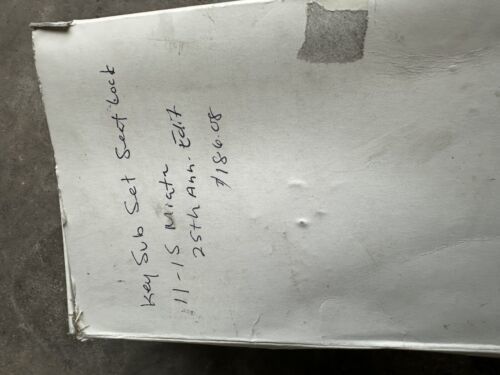 Key Sub Set Seat Lock
11-15 Miata
25th Ann. Edit
$186.08